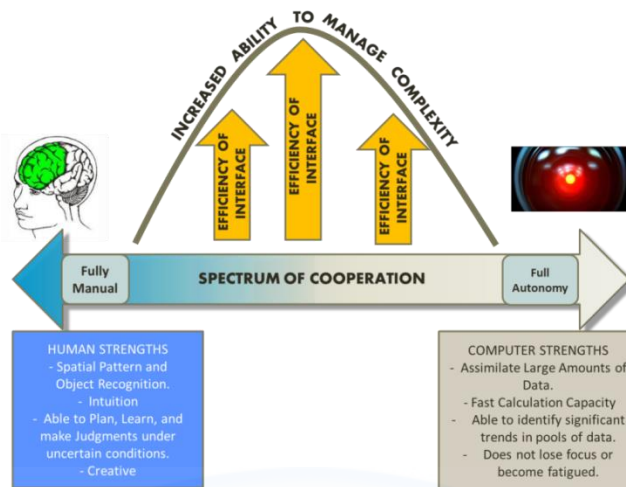 INCREASED ABILITY TO MANAGE COMPLEXITY
EFFICIENCY OF
INTERFACE
EFFICIENCY OF
INTERFACE
EFFICIENCY OF
INTERFACE
Fully
Manual
SPECTRUM OF COOPERATION
Full
Autonomy
HUMAN STRENGTHS
- Spatial Pattern and
Object Recognition.
- Intuition
- Able to Plan, Learn, and
make Judgments under
uncertain conditions.
- Creative
COMPUTER STRENGTHS
- Assimilate Large Amounts of
Data.
- Fast Calculation Capacity
- Able to identify significant
trends in pools of data.
- Does not lose focus or
become fatigued.